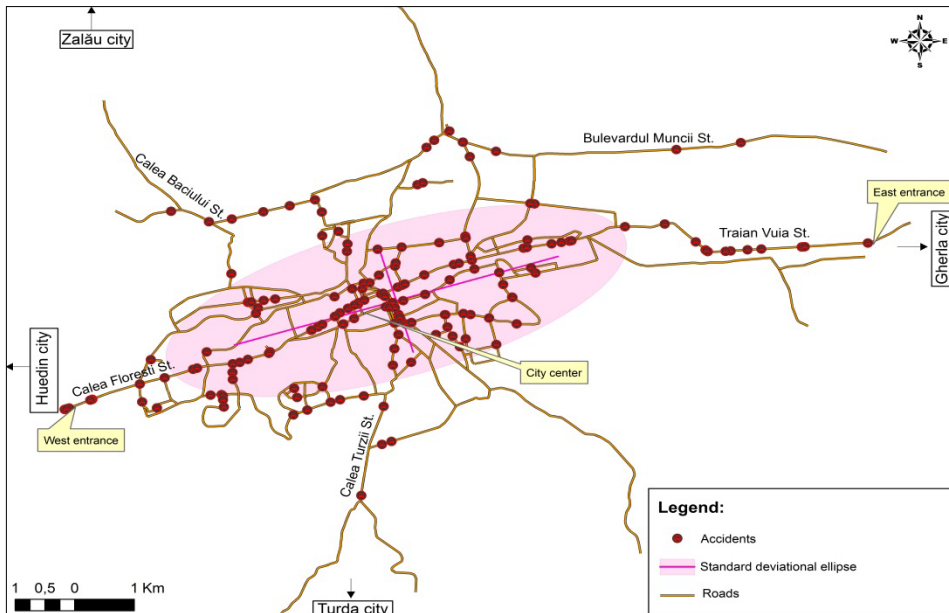 Zalău city
N
W E
S
Bulevardul Muncii St.
Calea Baciului St.
East entrance
Traian Vuia St.
Gherla city
Huedin city
Calea Floresti St.
City center
West entrance
Calea Turzii St.
Legend:
Accidents
Standard deviational ellipse
Roads
1 0,5 0 1 Km
Turda city